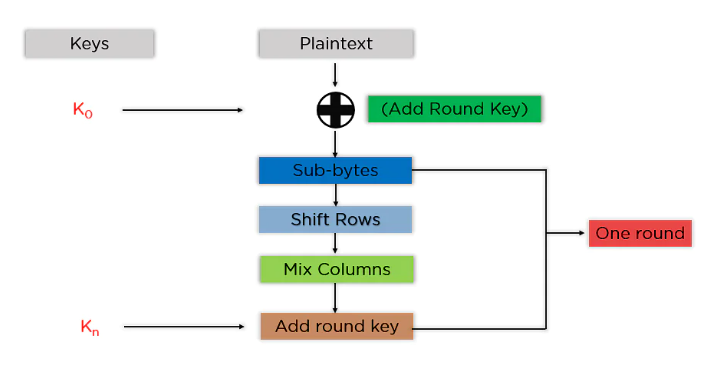 Keys
Plaintext
K0
(Add Round Key)
Sub-bytes
Shift Rows
One round
Mix Columns
Kn
Add round key